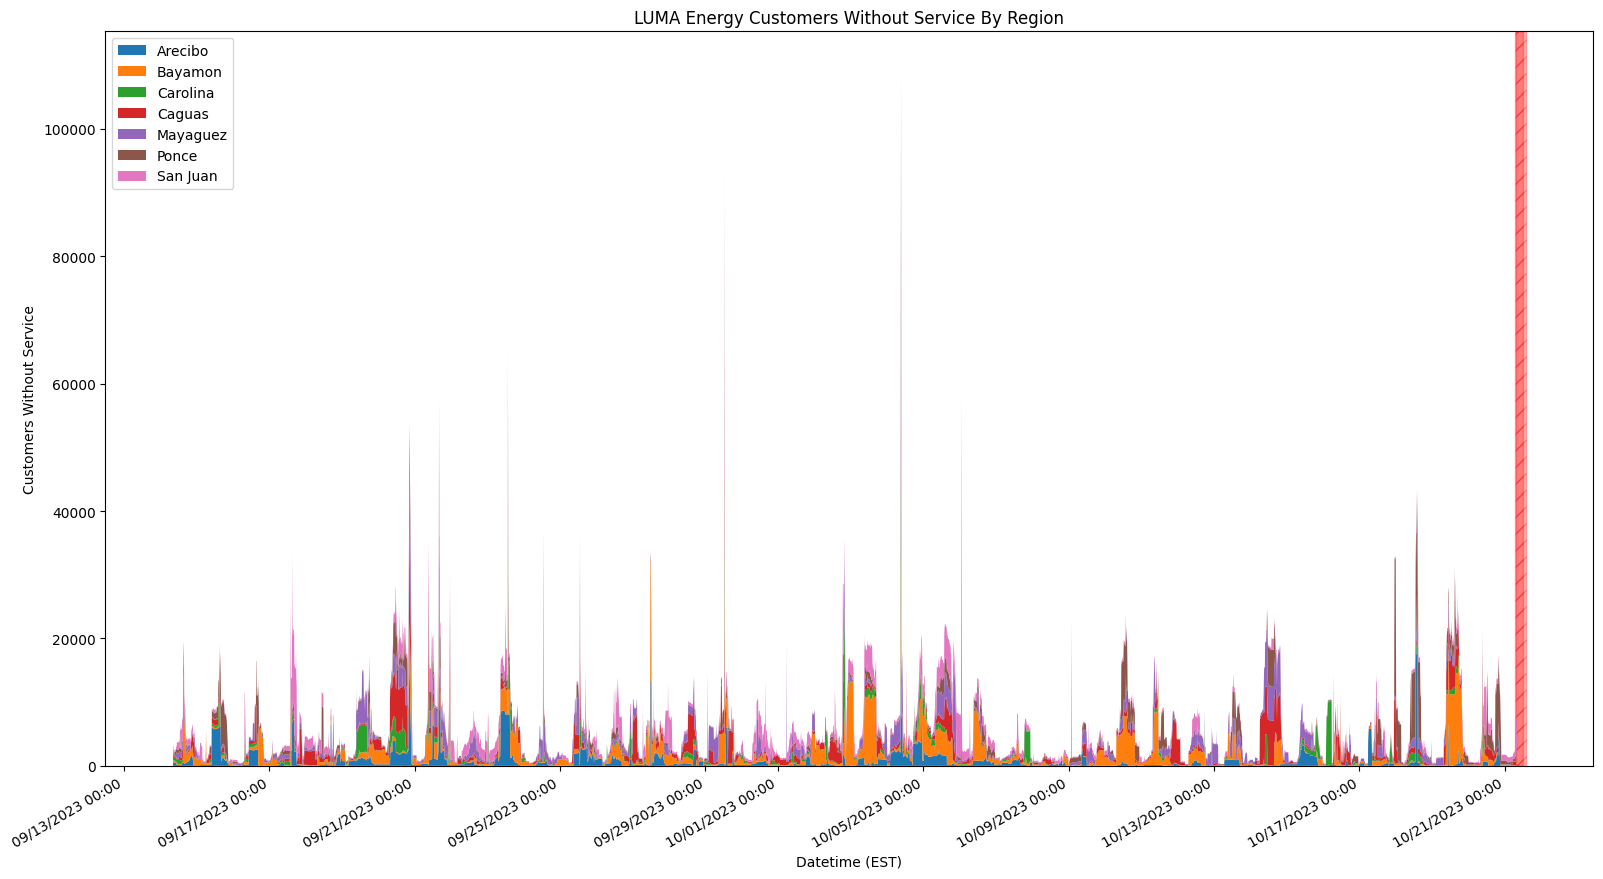 LUMA Energy Customers Without Service By Region
Arecibo
Bayamon
Carolina
Caguas
Mayaguez
Ponce
San Juan
100000
80000
60000
40000
20000
0
Customers Without Service
09/13/2023 00:00
09/17/2023 00:00
09/21/2023 00:00
09/25/2023 00:00
09/29/2023 00:00
10/01/2023 00:00
10/05/2023 00:00
10/09/2023 00:00
10/13/2023 00:00
10/17/2023 00:00
10/21/2023 00:00
Datetime (EST)